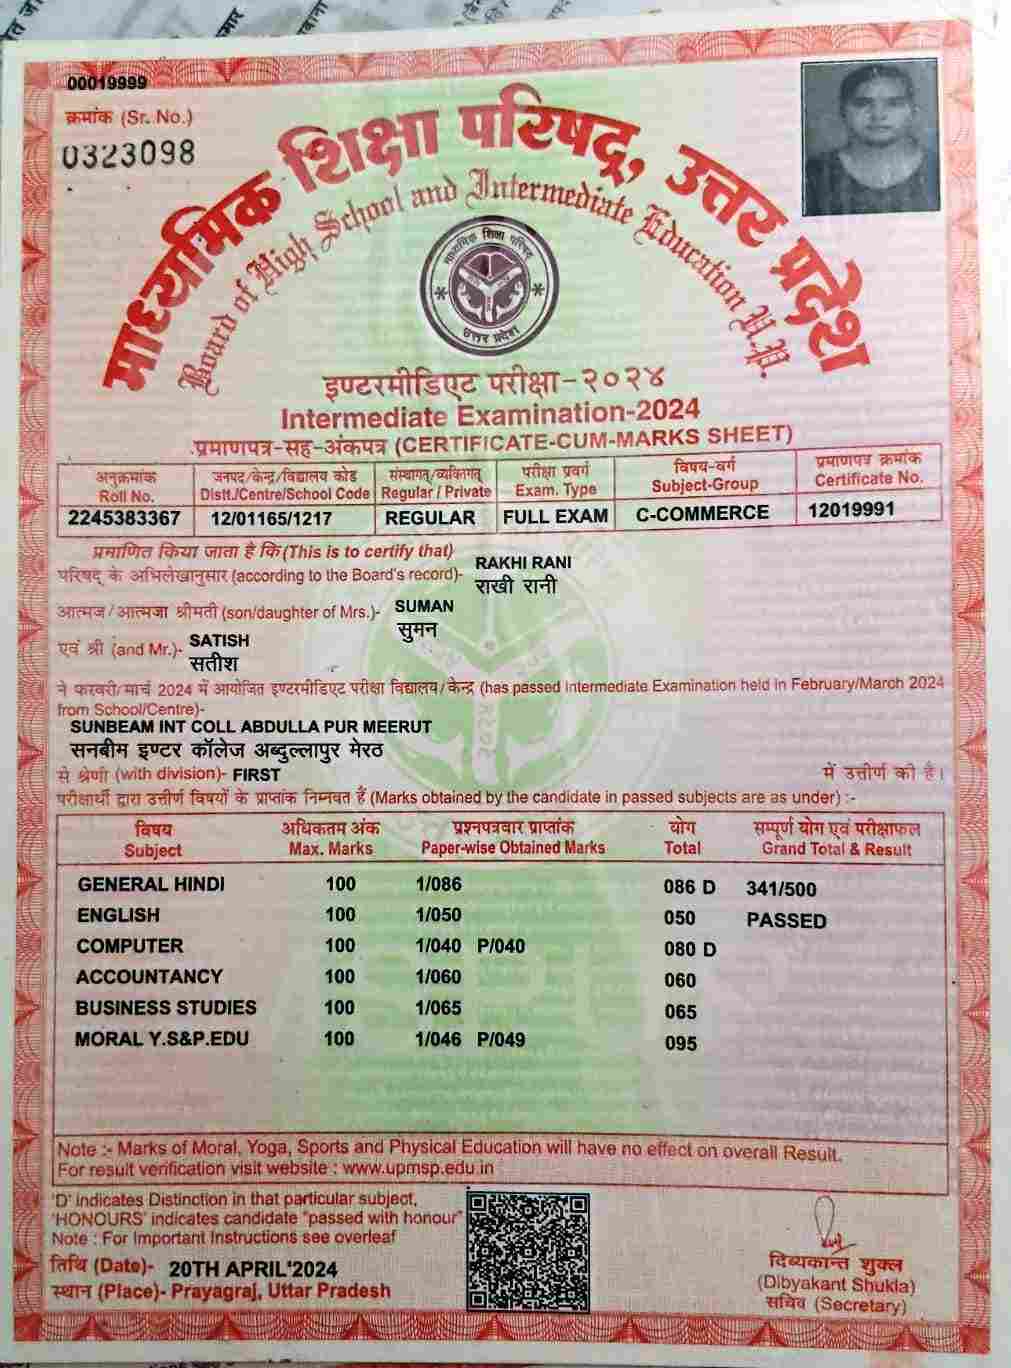 00019999
क्रमांक (Sr. No.)
0323098
माध्यमिक शिक्षा परिषद्, उत्तर प्रदेश
Board of High School and Intermediate Education U.P.
माध्यमिक शिक्षा परिषद्
उत्तर प्रदेश
इण्टरमीडिएट परीक्षा-२०२४
Intermediate Examination-2024
प्रमाणपत्र-सह-अंकपत्र (CERTIFICATE-CUM-MARKS SHEET)
अनुक्रमांक जनपद/केन्द्र/विद्यालय कोड संस्थागत्/व्यक्तिगत् परीक्षा प्रवर्ग विषय-वर्ग प्रमाणपत्र क्रमांक
Roll No. Distt./Centre/School Code Regular / Private Exam. Type Subject-Group Certificate No.
2245383367 12/01165/1217 REGULAR FULL EXAM C-COMMERCE 12019991
प्रमाणित किया जाता है कि (This is to certify that)
RAKHI RANI
परिषद् के अभिलेखानुसार (according to the Board's record)-
राखी रानी
आत्मज/आत्मजा श्रीमती (son/daughter of Mrs.)- SUMAN
सुमन
एवं श्री (and Mr.)- SATISH
सतीश
ने फरवरी/मार्च 2024 में आयोजित इण्टरमीडिएट परीक्षा विद्यालय/केन्द्र (has passed Intermediate Examination held in February/March 2024
from School/Centre)-
SUNBEAM INT COLL ABDULLA PUR MEERUT
सनबीम इण्टर कॉलेज अब्दुल्लापुर मेरठ
से श्रेणी (with division)- FIRST में उत्तीर्ण की है।
परीक्षार्थी द्वारा उत्तीर्ण विषयों के प्राप्तांक निम्नवत हैं (Marks obtained by the candidate in passed subjects are as under) :-
विषय अधिकतम अंक प्रश्नपत्रवार प्राप्तांक योग सम्पूर्ण योग एवं परीक्षाफल
Subject Max. Marks Paper-wise Obtained Marks Total Grand Total & Result
GENERAL HINDI 100 1/086 086 D 341/500
ENGLISH 100 1/050 050 PASSED
COMPUTER 100 1/040 P/040 080 D
ACCOUNTANCY 100 1/060 060
BUSINESS STUDIES 100 1/065 065
MORAL Y.S&P.EDU 100 1/046 P/049 095
Note :- Marks of Moral, Yoga, Sports and Physical Education will have no effect on overall Result.
For result verification visit website : www.upmsp.edu.in
'D' indicates Distinction in that particular subject,
'HONOURS' indicates candidate "passed with honour"
Note : For Important Instructions see overleaf
तिथि (Date)- 20TH APRIL'2024
स्थान (Place)- Prayagraj, Uttar Pradesh
दिब्यकान्त शुक्ल
(Dibyakant Shukla)
सचिव (Secretary)